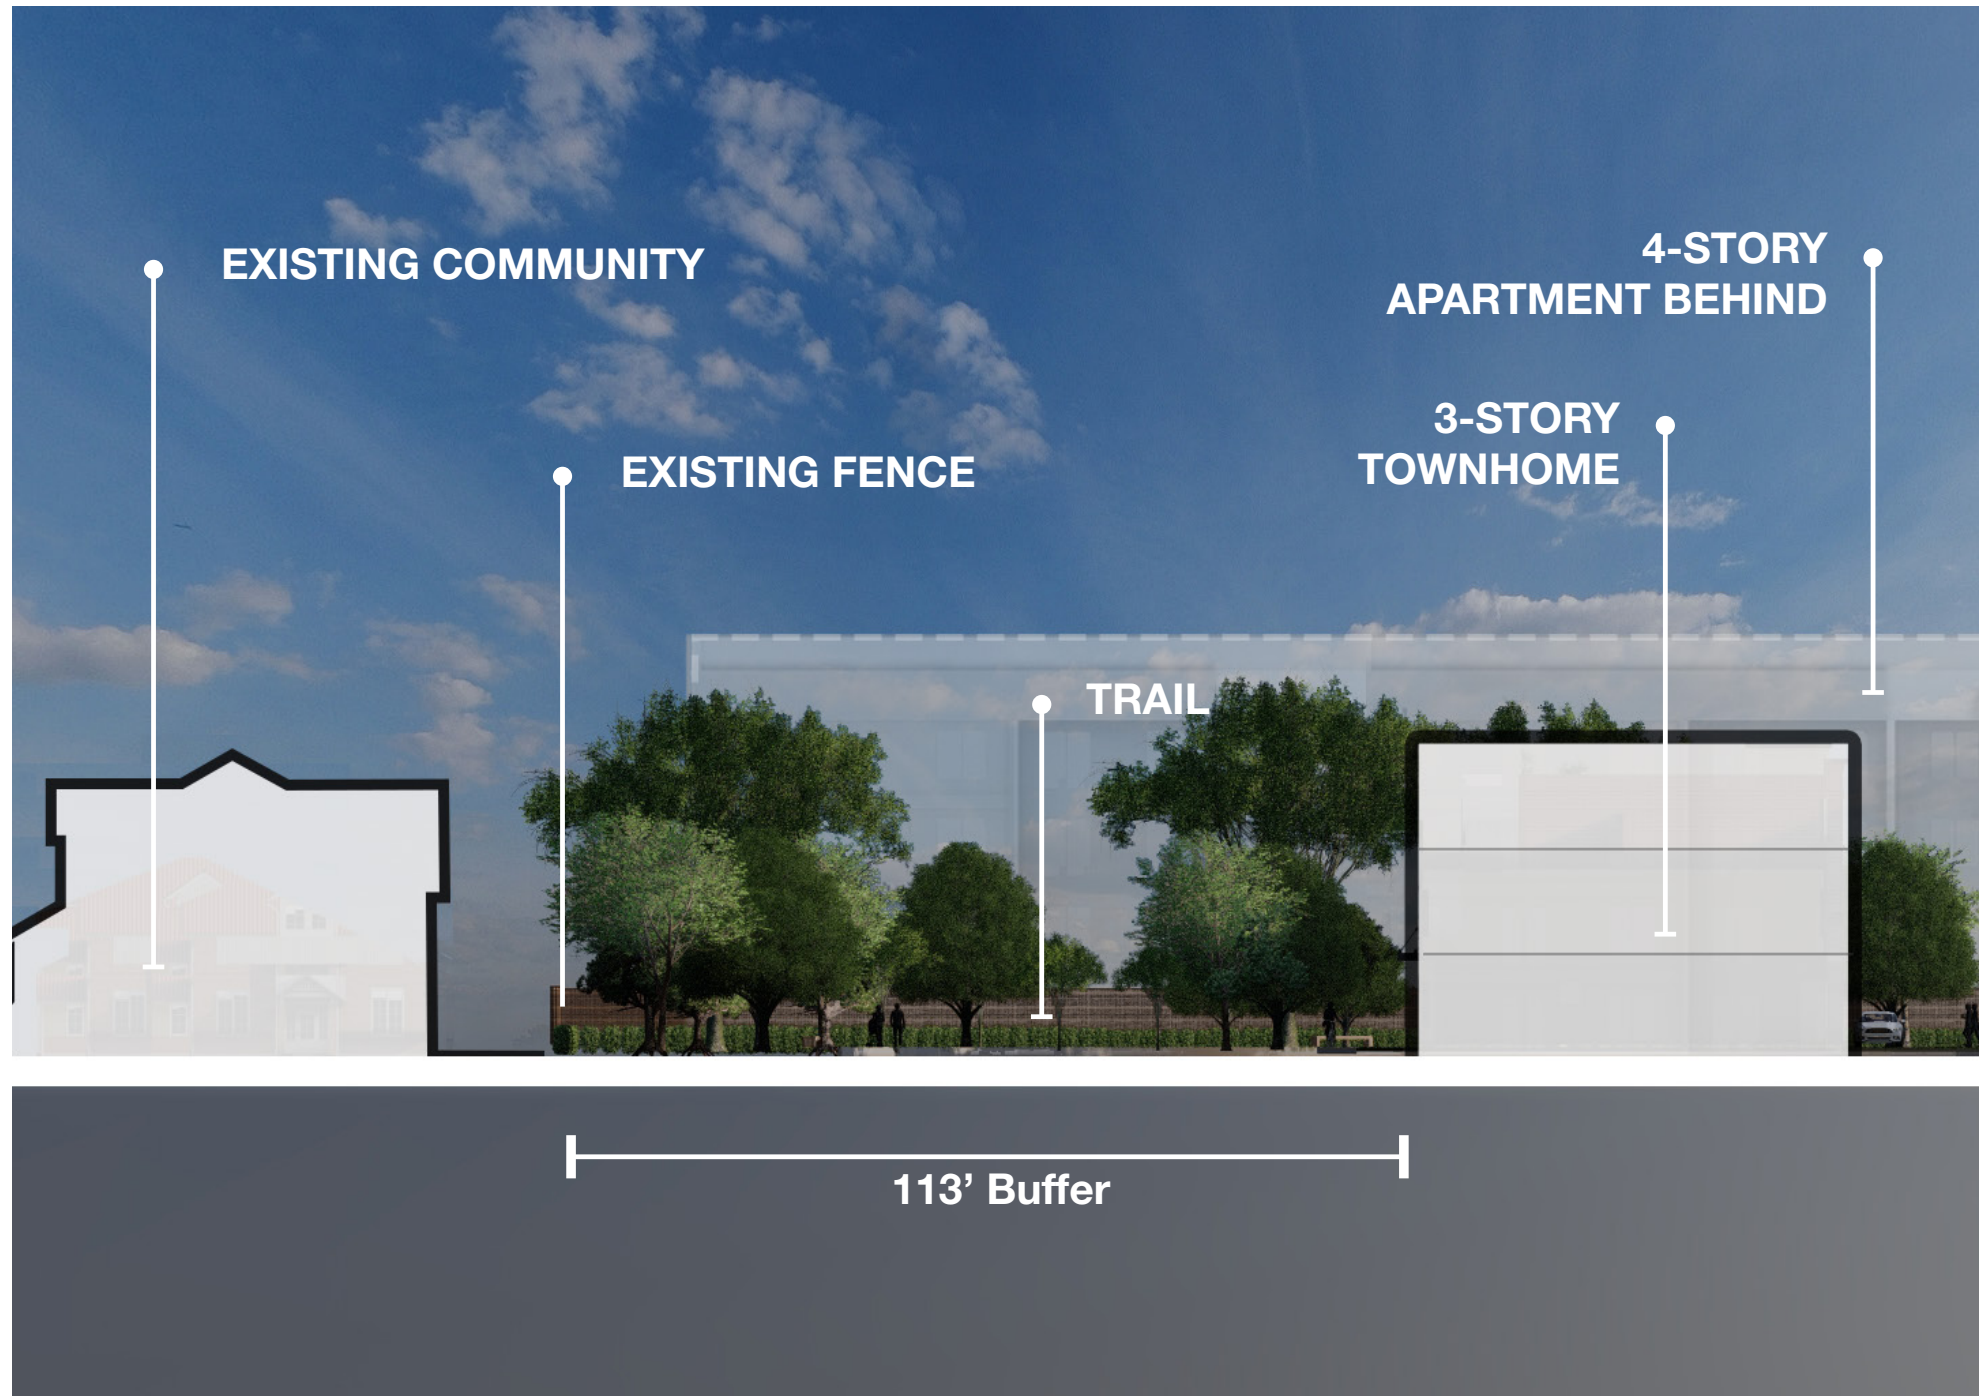 EXISTING COMMUNITY
4-STORY
APARTMENT BEHIND
3-STORY
TOWNHOME
EXISTING FENCE
TRAIL
113’ Buffer